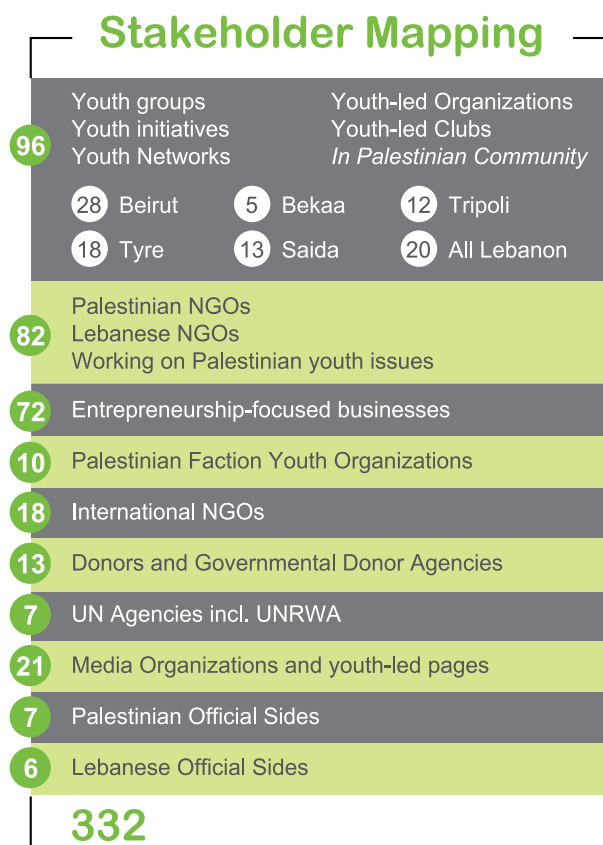 Stakeholder Mapping
96
Youth groups
Youth initiatives
Youth Networks
Youth-led Organizations
Youth-led Clubs
In Palestinian Community
28 Beirut
5 Bekaa
12 Tripoli
18 Tyre
13 Saida
20 All Lebanon
82
Palestinian NGOs
Lebanese NGOs
Working on Palestinian youth issues
72 Entrepreneurship-focused businesses
10 Palestinian Faction Youth Organizations
18 International NGOs
13 Donors and Governmental Donor Agencies
7 UN Agencies incl. UNRWA
21 Media Organizations and youth-led pages
7 Palestinian Official Sides
6 Lebanese Official Sides
332